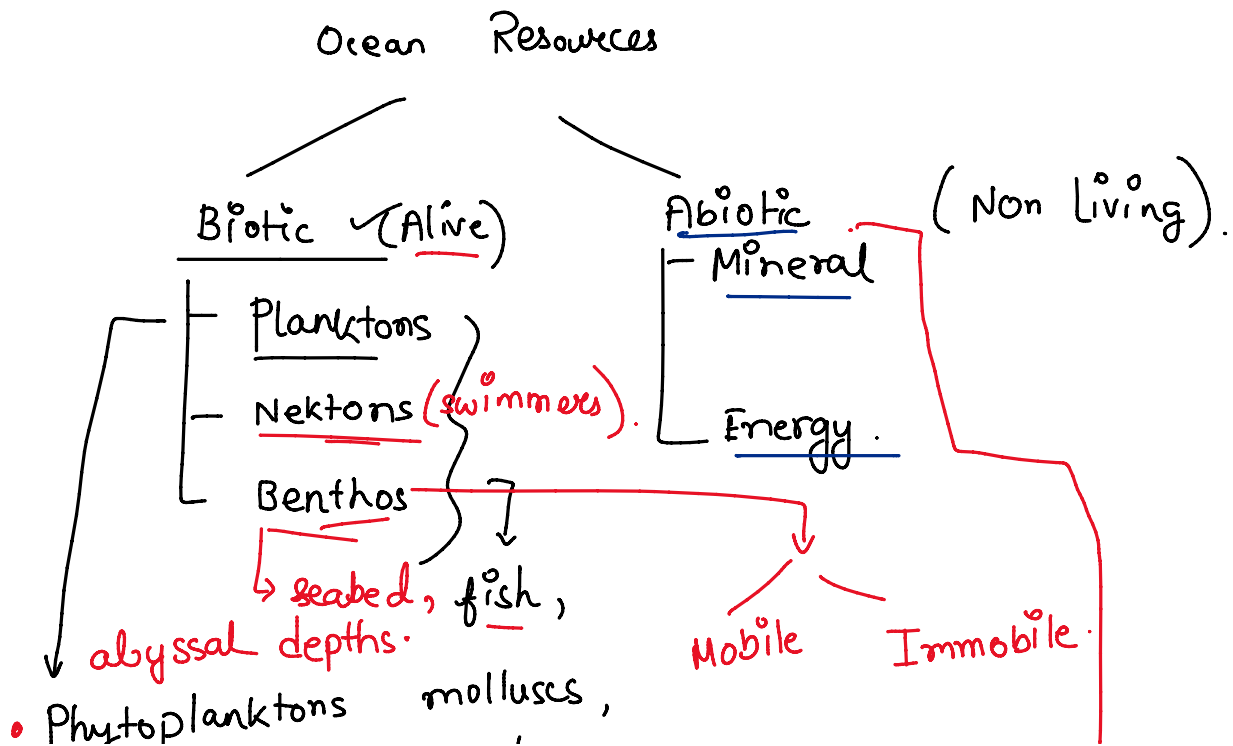 Ocean Resources
Biotic (Alive)
Abiotic (Non Living).
Mineral
Planktons
Nektons (swimmers).
Energy.
Benthos
seabed, fish,
abyssal depths.
Mobile Immobile.
• Phytoplanktons molluscs,